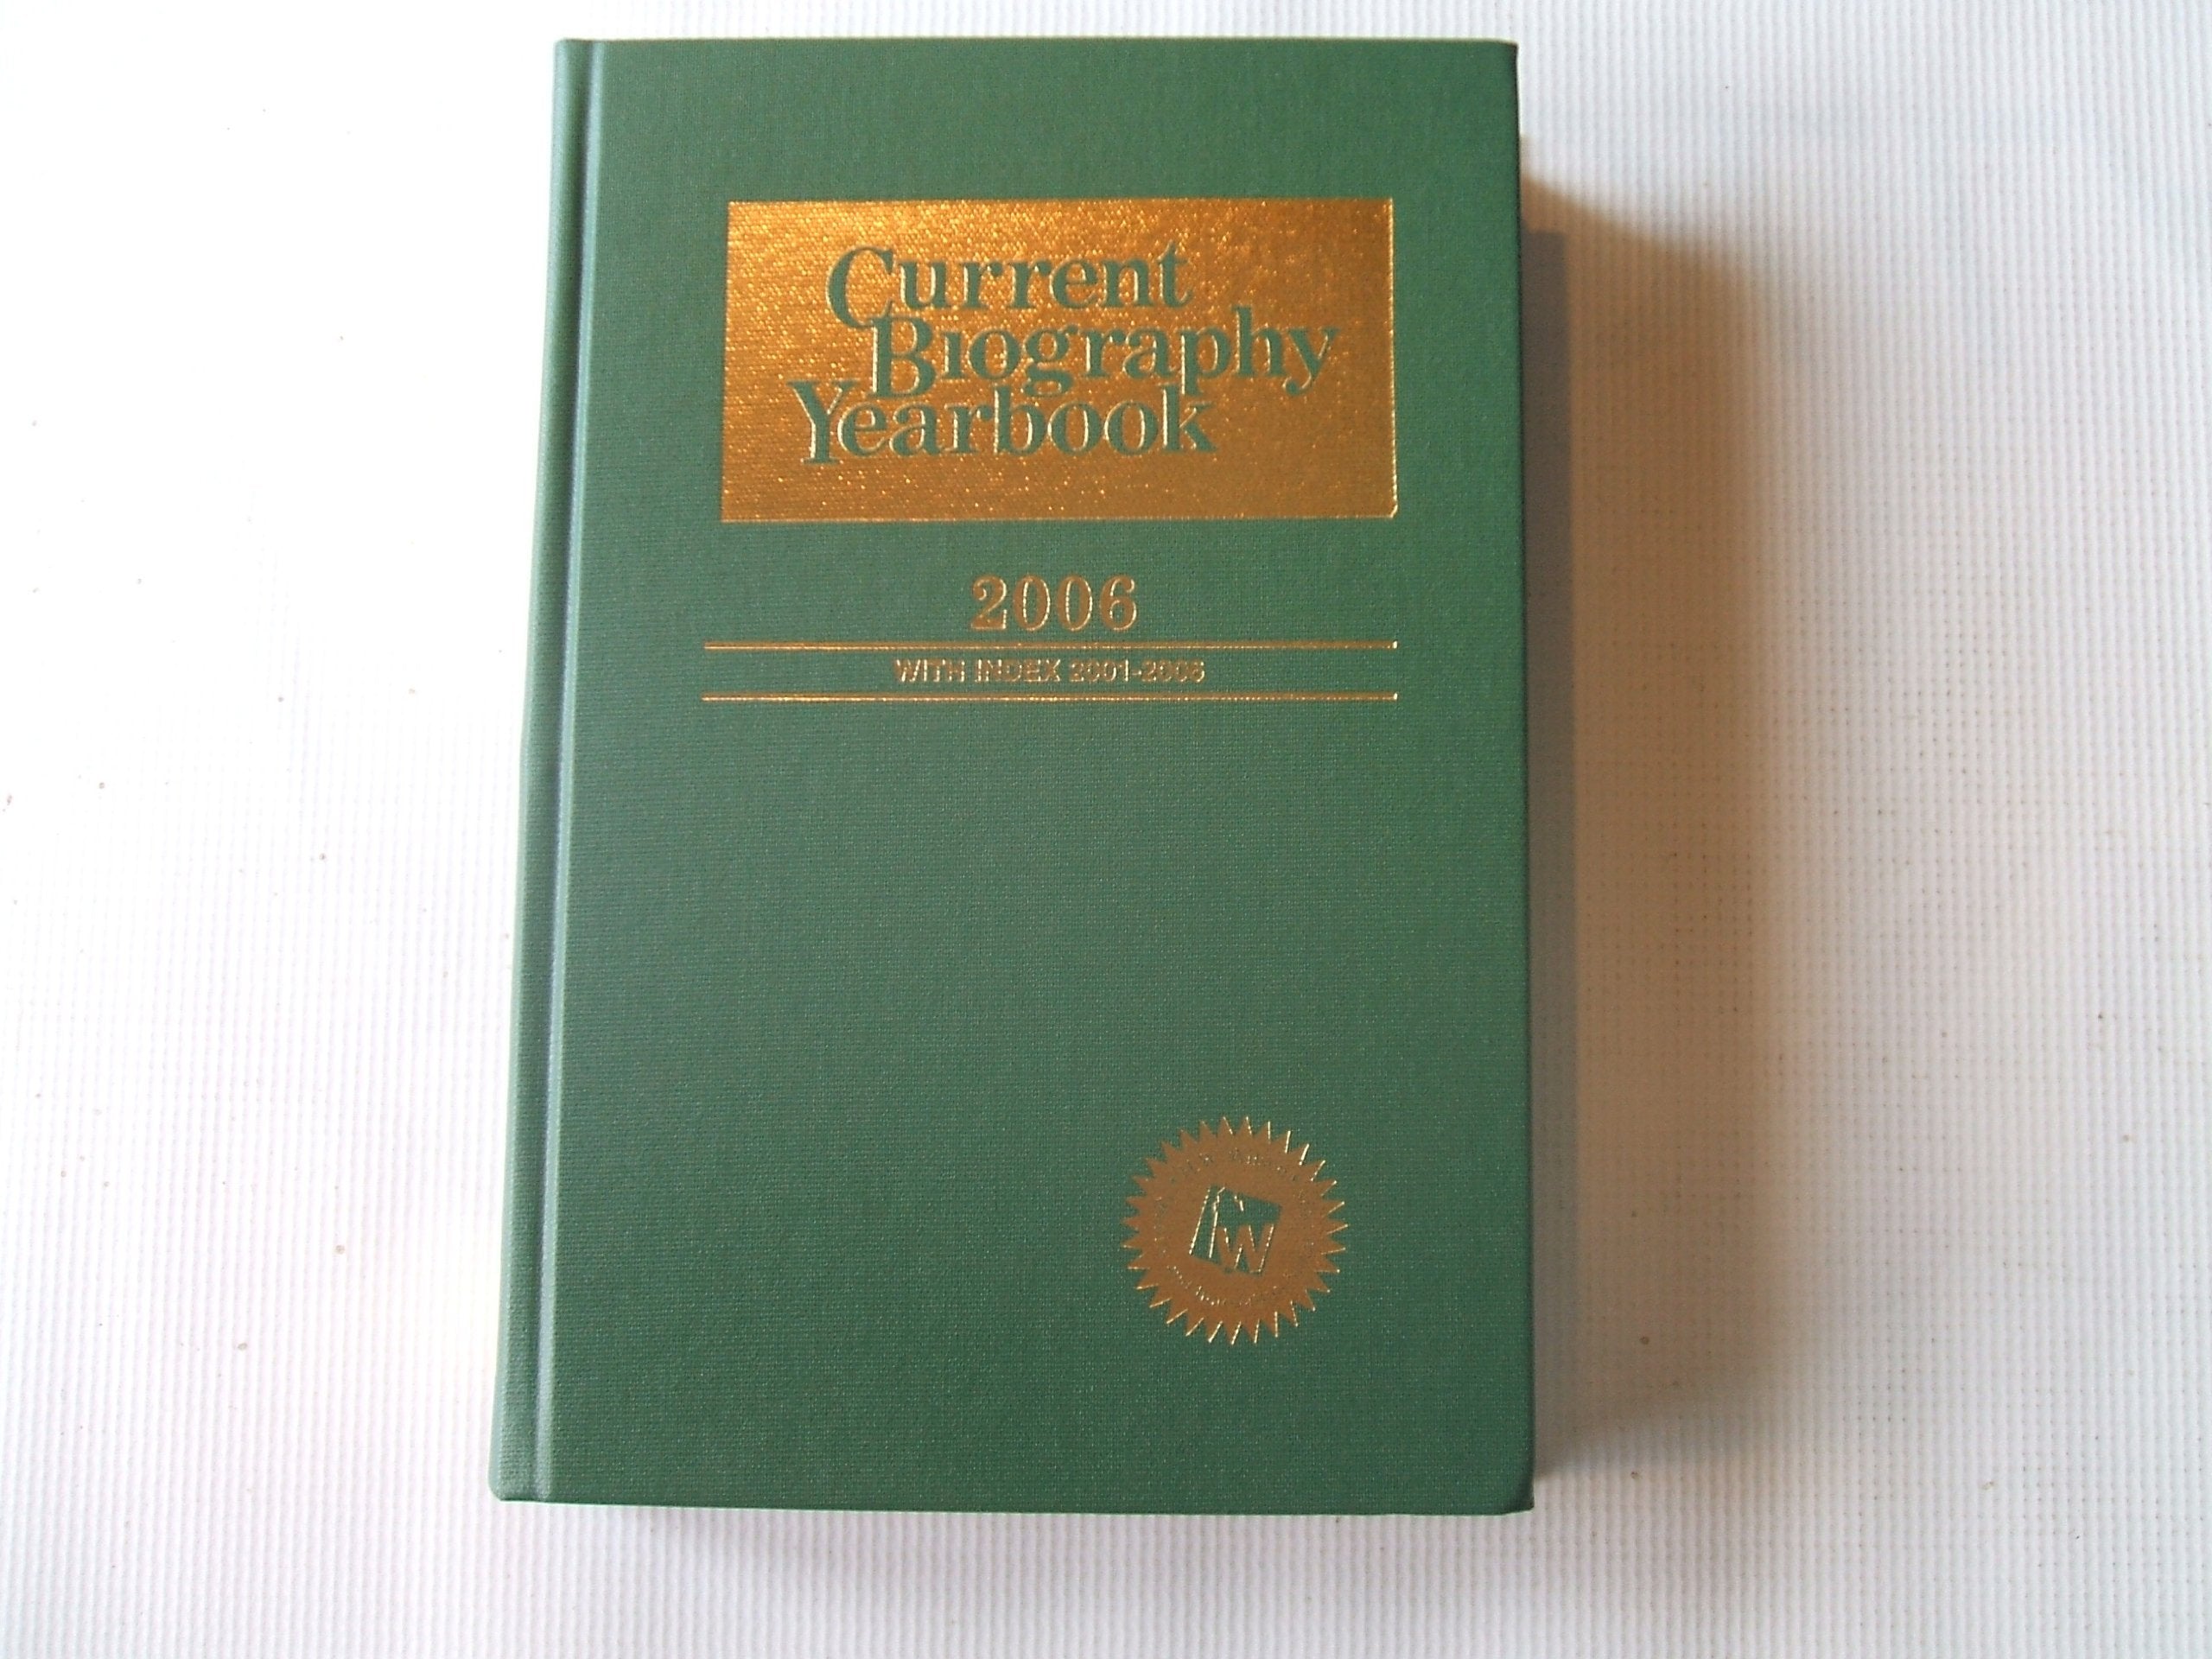 Current
Biography
Yearbook
2006
WITH INDEX 2001-2006
W